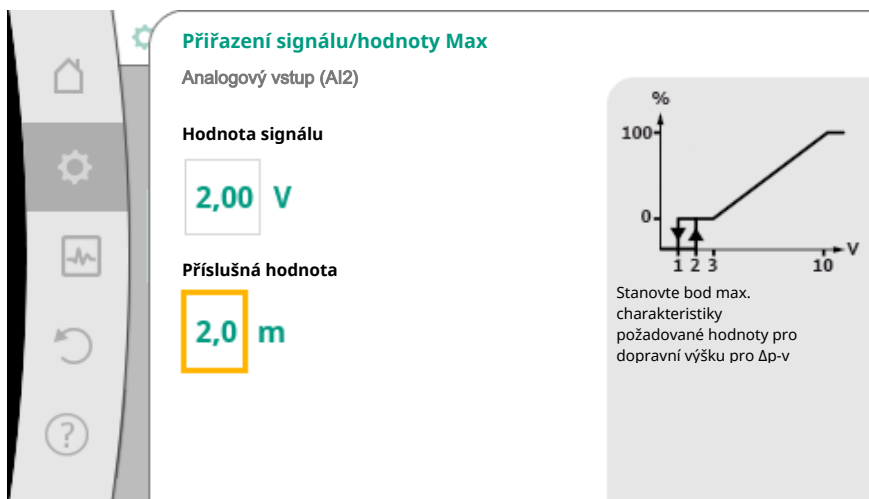 Přiřazení signálu/hodnoty Max
Analogový vstup (AI2)
Hodnota signálu
2,00 V
Příslušná hodnota
2,0 m
%
100
0
1 2 3 10 V
Stanovte bod max.
charakteristiky
požadované hodnoty pro
dopravní výšku pro Δp-v
?